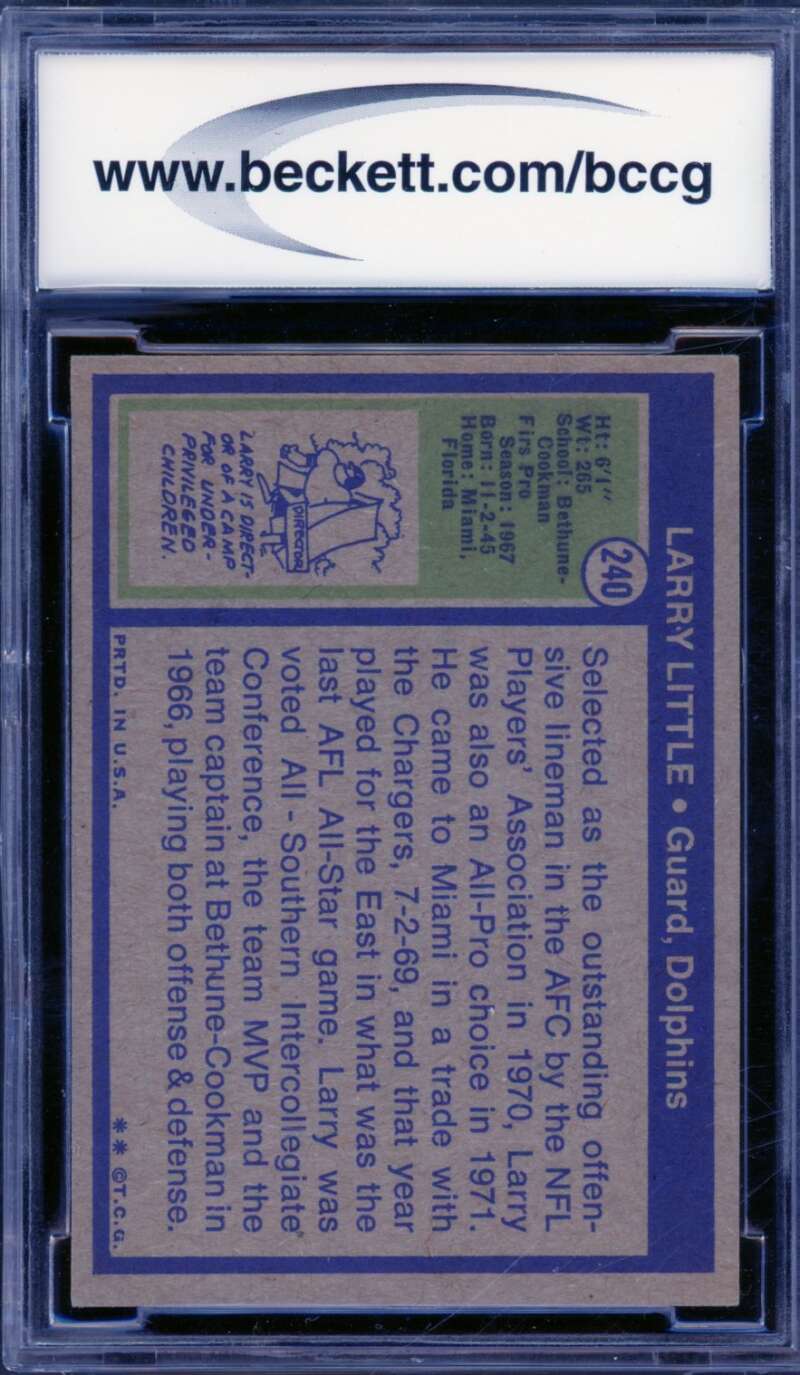 www.beckett.com/bccg
LARRY LITTLE • Guard, Dolphins
240
Ht: 6'1"
Wt: 265
School: Bethune-
Cookman
Firs Pro
Season: 1967
Born: 11-2-45
Home: Miami,
Florida
DIRECTOR
LARRY IS DIRECT-
OR OF A CAMP
FOR UNDER-
PRIVILEGED
CHILDREN.
Selected as the outstanding offen-
sive lineman in the AFC by the NFL
Players' Association in 1970, Larry
was also an All-Pro choice in 1971.
He came to Miami in a trade with
the Chargers, 7-2-69, and that year
played for the East in what was the
last AFL All-Star game. Larry was
voted All - Southern Intercollegiate
Conference, the team MVP and the
team captain at Bethune-Cookman in
1966, playing both offense & defense.
PRTD. IN U.S.A.
** ©T.C.G.